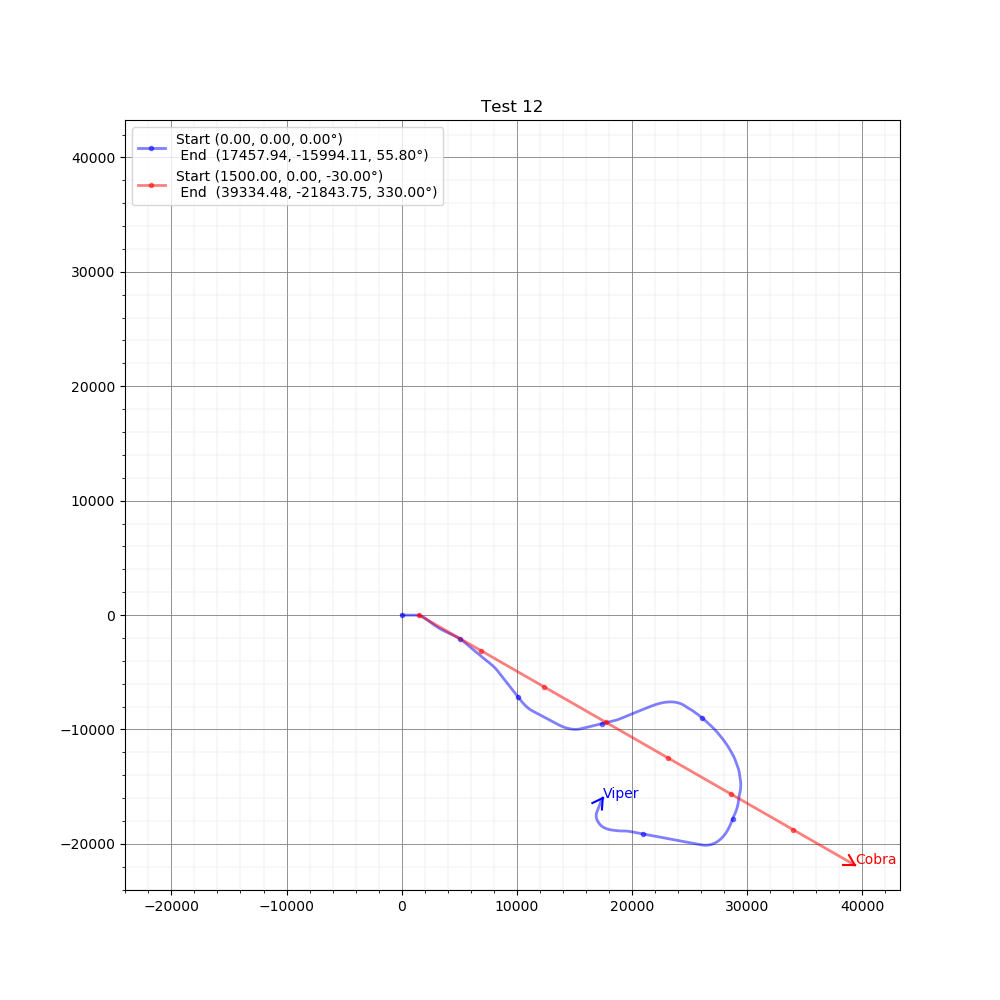 Test 12
Start (0.00, 0.00, 0.00°)
End  (17457.94, -15994.11, 55.80°)
Start (1500.00, 0.00, -30.00°)
End  (39334.48, -21843.75, 330.00°)
40000
30000
20000
10000
0
−10000
−20000
Viper
Cobra
−20000 −10000 0 10000 20000 30000 40000